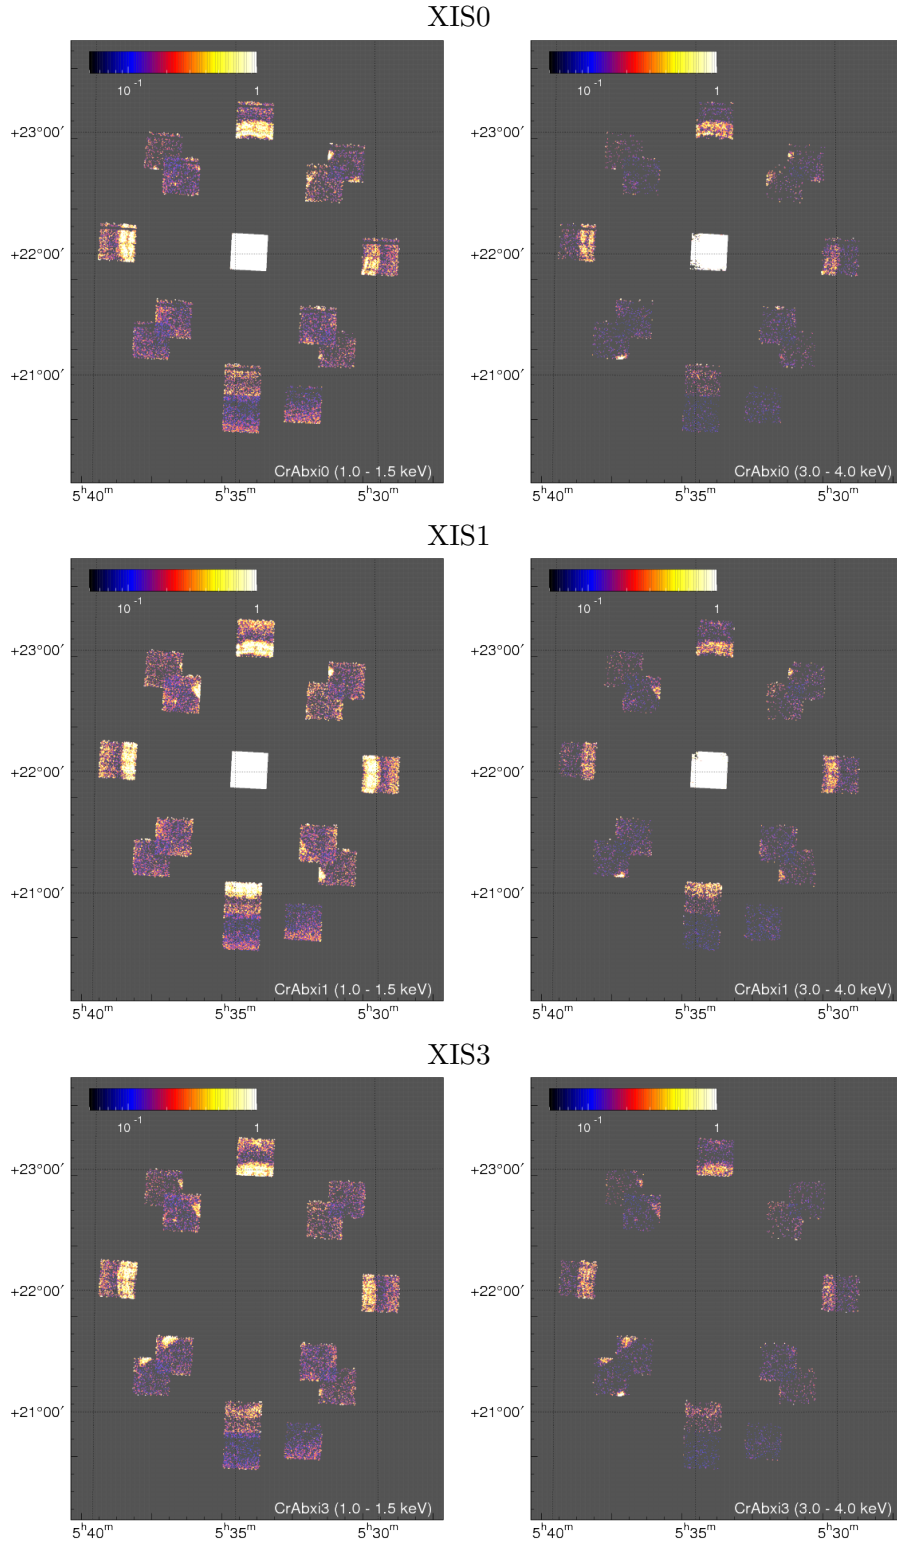 XIS0
10 -1 1 10 -1 1
+23°00′
+22°00′
+21°00′
CrAbxi0 (1.0 - 1.5 keV) CrAbxi0 (3.0 - 4.0 keV)
5h40m 5h35m 5h30m 5h40m 5h35m 5h30m
XIS1
10 -1 1 10 -1 1
+23°00′
+22°00′
+21°00′
CrAbxi1 (1.0 - 1.5 keV) CrAbxi1 (3.0 - 4.0 keV)
5h40m 5h35m 5h30m 5h40m 5h35m 5h30m
XIS3
10 -1 1 10 -1 1
+23°00′
+22°00′
+21°00′
CrAbxi3 (1.0 - 1.5 keV) CrAbxi3 (3.0 - 4.0 keV)
5h40m 5h35m 5h30m 5h40m 5h35m 5h30m